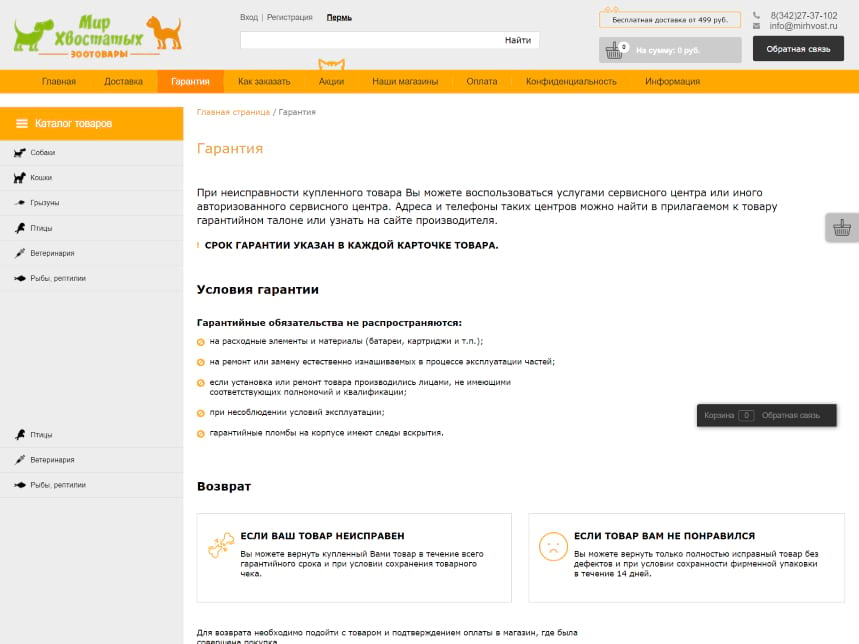 Мир
Хвостатых
ЗООТОВАРЫ
Вход | Регистрация Пермь
Найти
Бесплатная доставка от 499 руб.
0 На сумму: 0 руб.
8(342)27-37-102
info@mirhvost.ru
Обратная связь
Главная Доставка Гарантия Как заказать Акции Наши магазины Оплата Конфиденциальность Информация
Каталог товаров
Собаки
Кошки
Грызуны
Птицы
Ветеринария
Рыбы, рептилии
Птицы
Ветеринария
Рыбы, рептилии
Главная страница / Гарантия
Гарантия
При неисправности купленного товара Вы можете воспользоваться услугами сервисного центра или иного
авторизованного сервисного центра. Адреса и телефоны таких центров можно найти в прилагаемом к товару
гарантийном талоне или узнать на сайте производителя.
! СРОК ГАРАНТИИ УКАЗАН В КАЖДОЙ КАРТОЧКЕ ТОВАРА.
Условия гарантии
Гарантийные обязательства не распространяются:
на расходные элементы и материалы (батареи, картриджи и т.п.);
на ремонт или замену естественно изнашиваемых в процессе эксплуатации частей;
если установка или ремонт товара производились лицами, не имеющими
соответствующих полномочий и квалификации;
при несоблюдении условий эксплуатации;
гарантийные пломбы на корпусе имеют следы вскрытия.
Корзина 0 Обратная связь
Возврат
ЕСЛИ ВАШ ТОВАР НЕИСПРАВЕН
Вы можете вернуть купленный Вами товар в течение всего
гарантийного срока и при условии сохранения товарного
чека.
ЕСЛИ ТОВАР ВАМ НЕ ПОНРАВИЛСЯ
Вы можете вернуть только полностью исправный товар без
дефектов и при условии сохранности фирменной упаковки
в течение 14 дней.
Для возврата необходимо подойти с товаром и подтверждением оплаты в магазин, где была
совершена покупка